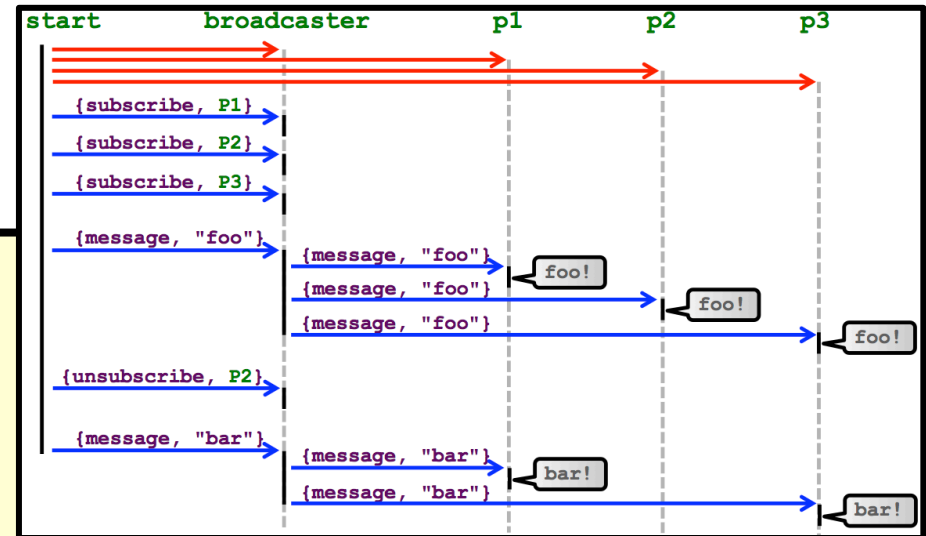 start broadcaster p1 p2 p3
{subscribe, P1}
{subscribe, P2}
{subscribe, P3}
{message, "foo"}
{message, "foo"}
foo!
{message, "foo"}
foo!
{message, "foo"}
foo!
{unsubscribe, P2}
{message, "bar"}
{message, "bar"}
bar!
{message, "bar"}
bar!